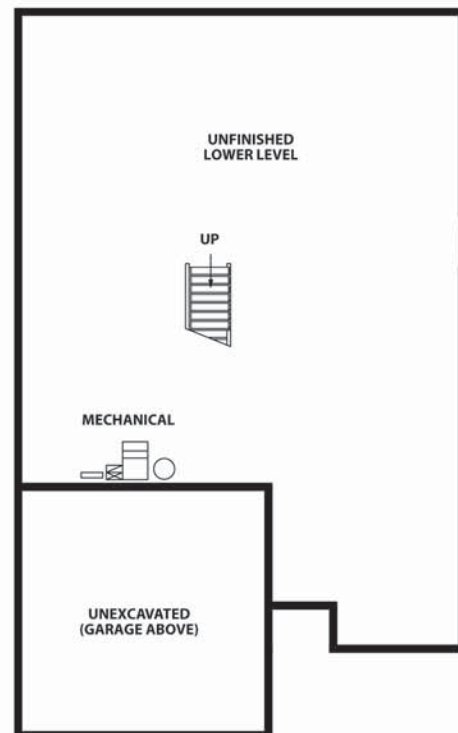 UNFINISHED
LOWER LEVEL
UP
MECHANICAL
UNEXCAVATED
(GARAGE ABOVE)